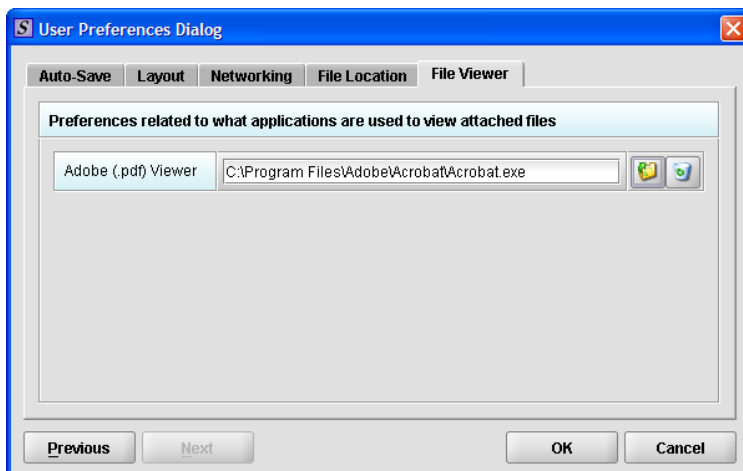 S User Preferences Dialog
Auto-Save Layout Networking File Location File Viewer
Preferences related to what applications are used to view attached files
Adobe (.pdf) Viewer C:\Program Files\Adobe\Acrobat\Acrobat.exe
Previous Next OK Cancel